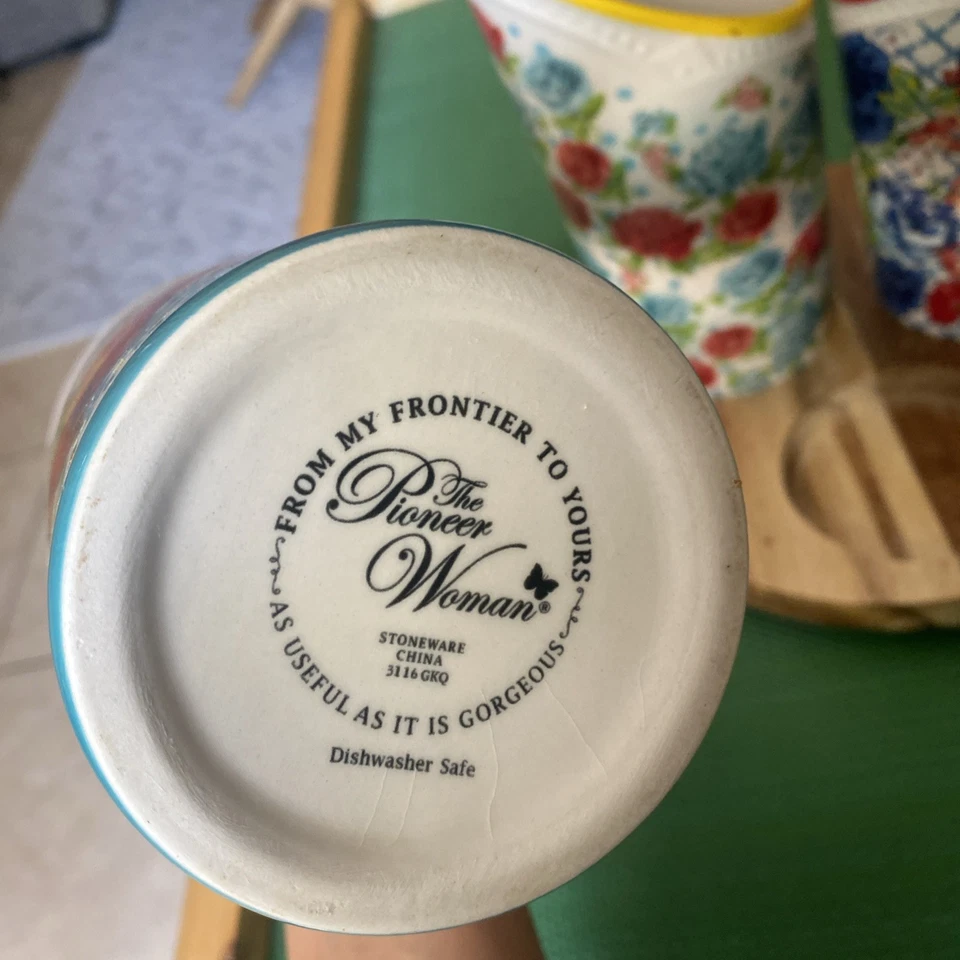 FROM MY FRONTIER TO YOURS
The
Pioneer
Woman®
STONEWARE
CHINA
3116 GKQ
AS USEFUL AS IT IS GORGEOUS
Dishwasher Safe